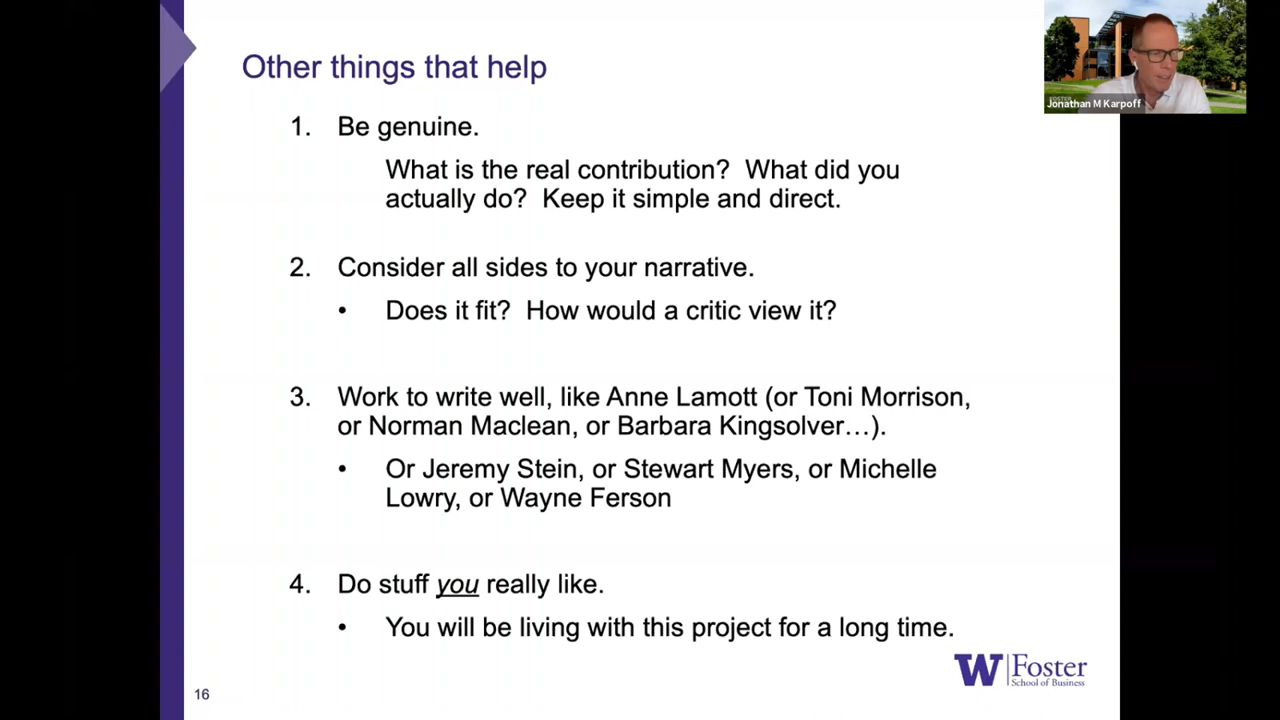 Other things that help
Jonathan M Karpoff
1. Be genuine.
What is the real contribution? What did you
actually do? Keep it simple and direct.
2. Consider all sides to your narrative.
• Does it fit? How would a critic view it?
3. Work to write well, like Anne Lamott (or Toni Morrison,
or Norman Maclean, or Barbara Kingsolver…).
• Or Jeremy Stein, or Stewart Myers, or Michelle
Lowry, or Wayne Ferson
4. Do stuff you really like.
• You will be living with this project for a long time.
W Foster
School of Business
16